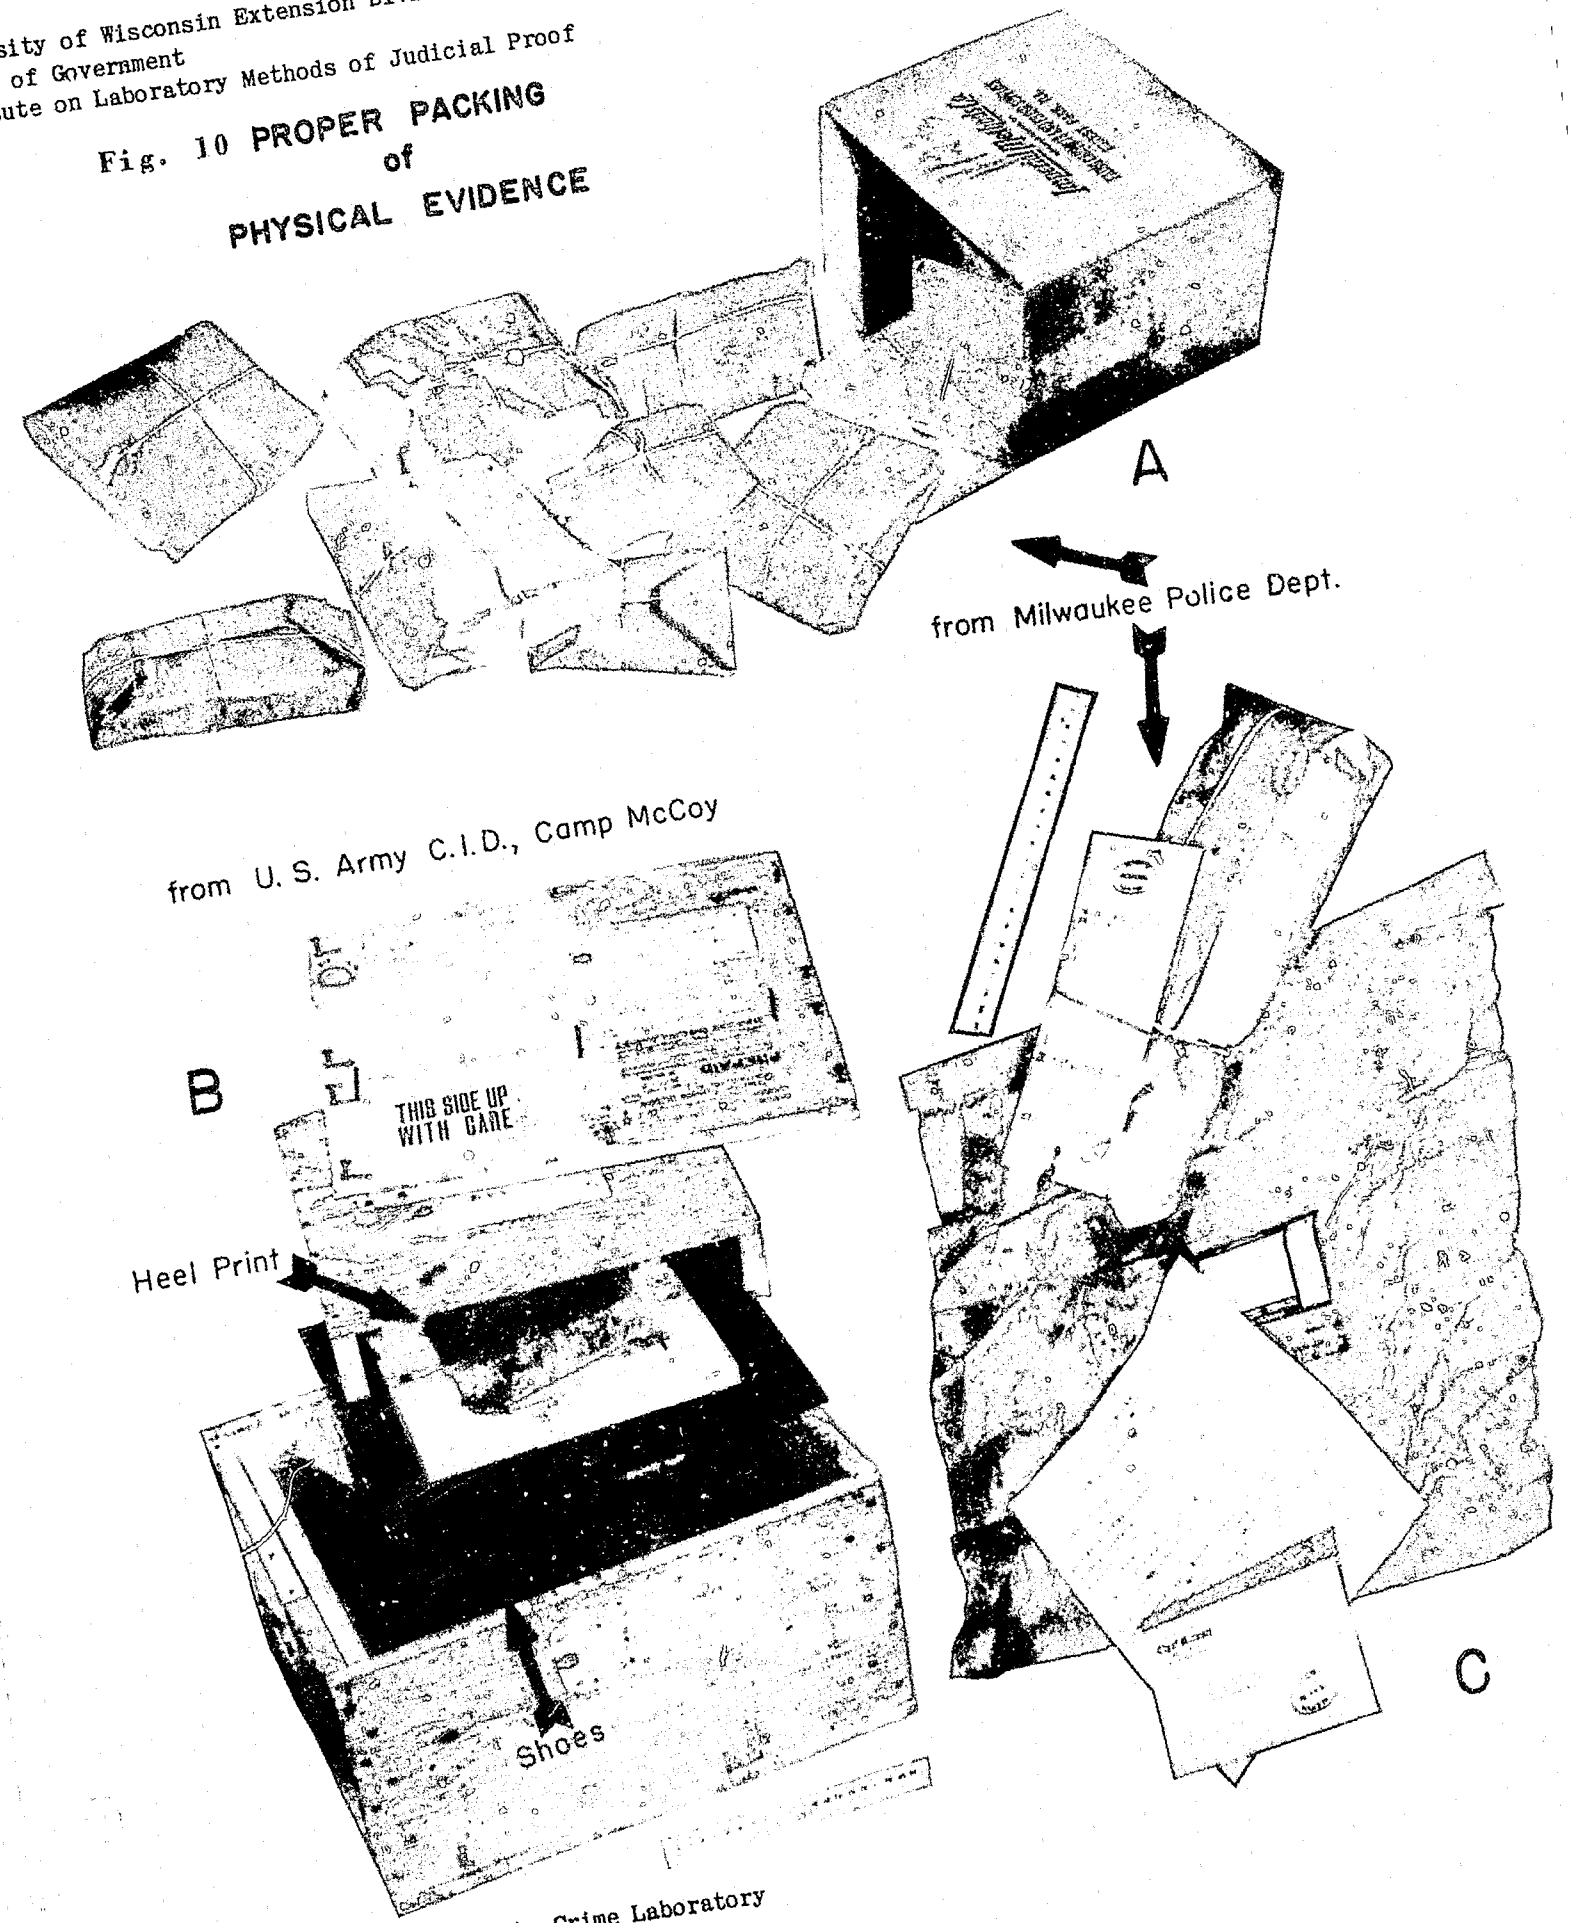 sity of Wisconsin Extension
of Government
ute on Laboratory Methods of Judicial Proof
Fig. 10 PROPER PACKING
of
PHYSICAL EVIDENCE
A
from Milwaukee Police Dept.
from U. S. Army C.I.D., Camp McCoy
B
THIS SIDE UP
WITH CARE
PREPAID
Heel Print
Shoes
C
Crime Laboratory